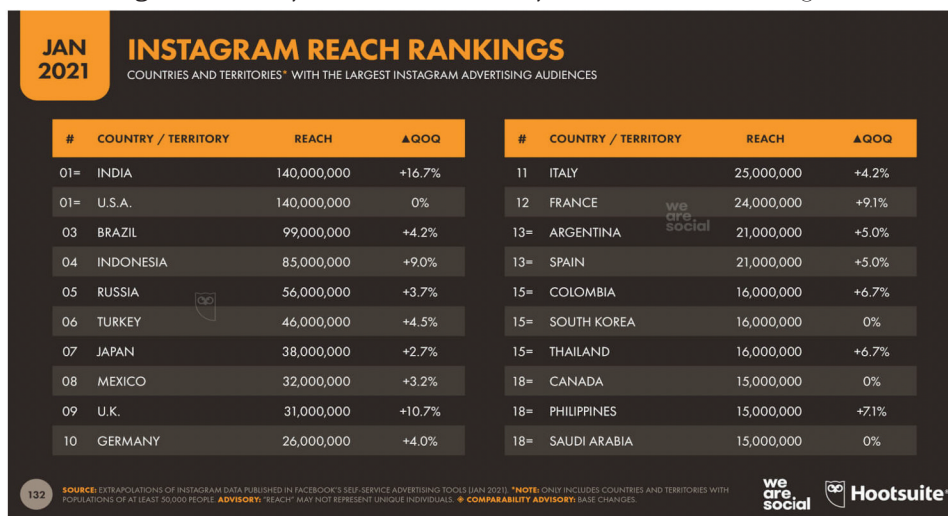 JAN
2021
INSTAGRAM REACH RANKINGS
COUNTRIES AND TERRITORIES* WITH THE LARGEST INSTAGRAM ADVERTISING AUDIENCES
# COUNTRY / TERRITORY REACH ▲QOQ
01= INDIA 140,000,000 +16.7%
01= U.S.A. 140,000,000 0%
03 BRAZIL 99,000,000 +4.2%
04 INDONESIA 85,000,000 +9.0%
05 RUSSIA 56,000,000 +3.7%
06 TURKEY 46,000,000 +4.5%
07 JAPAN 38,000,000 +2.7%
08 MEXICO 32,000,000 +3.2%
09 U.K. 31,000,000 +10.7%
10 GERMANY 26,000,000 +4.0%
# COUNTRY / TERRITORY REACH ▲QOQ
11 ITALY 25,000,000 +4.2%
12 FRANCE 24,000,000 +9.1%
13= ARGENTINA 21,000,000 +5.0%
13= SPAIN 21,000,000 +5.0%
15= COLOMBIA 16,000,000 +6.7%
15= SOUTH KOREA 16,000,000 0%
15= THAILAND 16,000,000 +6.7%
18= CANADA 15,000,000 0%
18= PHILIPPINES 15,000,000 +7.1%
18= SAUDI ARABIA 15,000,000 0%
we
are
social
132
SOURCE: EXTRAPOLATIONS OF INSTAGRAM DATA PUBLISHED IN FACEBOOK'S SELF-SERVICE ADVERTISING TOOLS (JAN 2021). *NOTE: ONLY INCLUDES COUNTRIES AND TERRITORIES WITH
POPULATIONS OF AT LEAST 50,000 PEOPLE. ADVISORY: "REACH" MAY NOT REPRESENT UNIQUE INDIVIDUALS. COMPARABILITY ADVISORY: BASE CHANGES.
we
are
social
Hootsuite